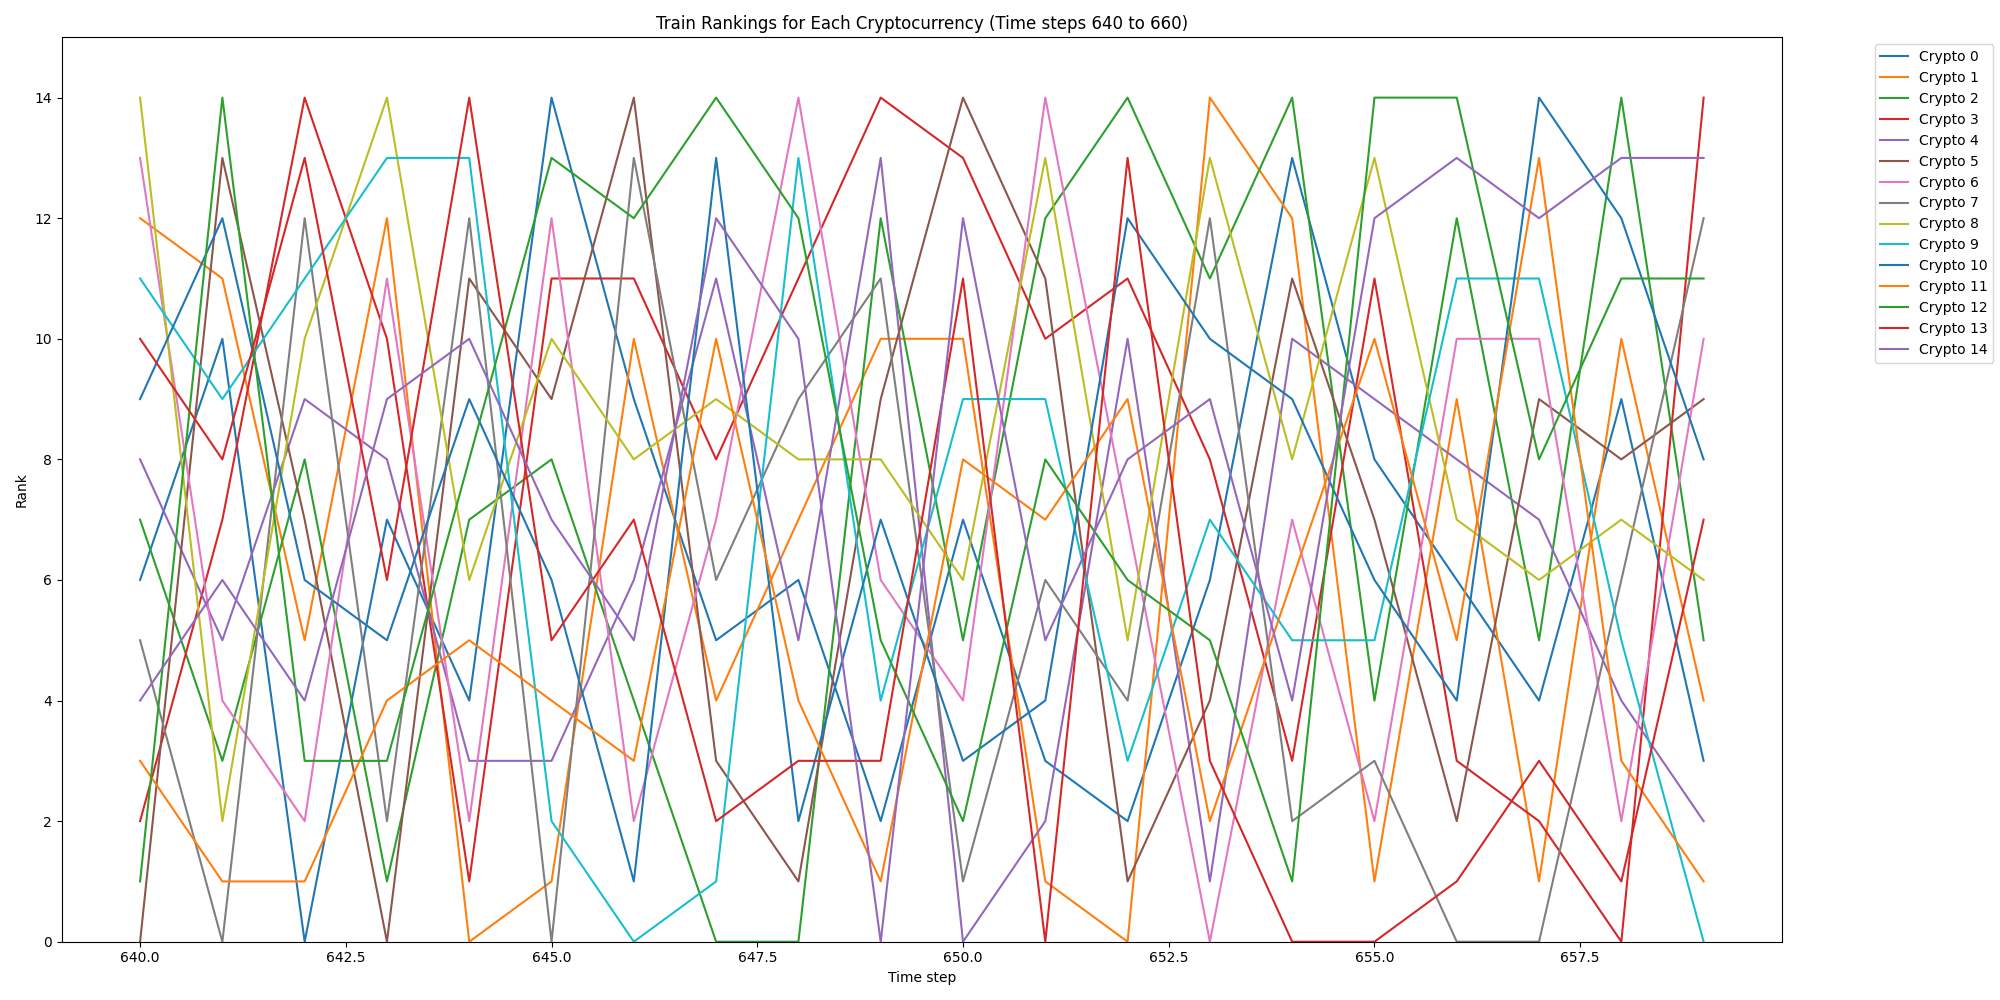 Train Rankings for Each Cryptocurrency (Time steps 640 to 660)
Rank
14
12
10
8
6
4
2
0
640.0 642.5 645.0 647.5 650.0 652.5 655.0 657.5
Time step
Crypto 0
Crypto 1
Crypto 2
Crypto 3
Crypto 4
Crypto 5
Crypto 6
Crypto 7
Crypto 8
Crypto 9
Crypto 10
Crypto 11
Crypto 12
Crypto 13
Crypto 14